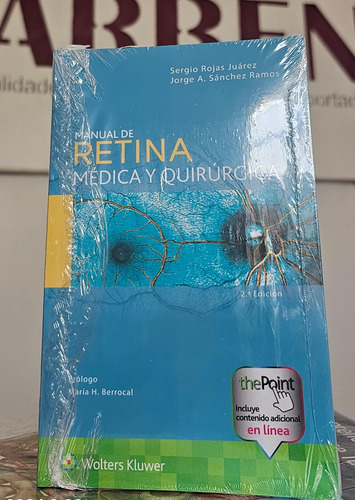 Sergio Rojas Juárez
Jorge A. Sánchez Ramos
MANUAL DE
RETINA
MÉDICA Y QUIRÚRGICA
2.ª Edición
María H. Berrocal
thePoint
Incluye
contenido adicional
en línea
Wolters Kluwer